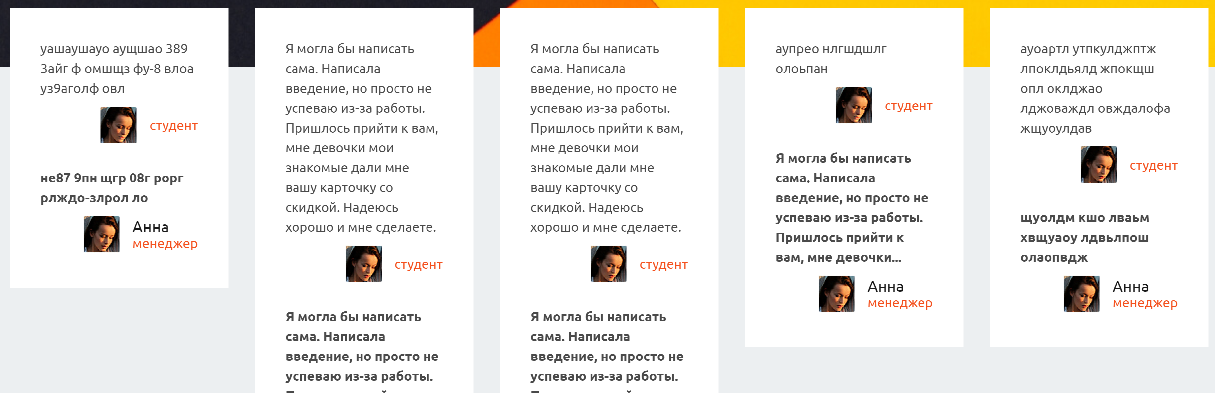 уашаушауо аущшао 389
3айг ф омшщз фу-8 влоа
уз9аголф овл
студент
не87 9пн щгр 08г рорг
рлждо-злрол ло
Анна
менеджер
Я могла бы написать
сама. Написала
введение, но просто не
успеваю из-за работы.
Пришлось прийти к вам,
мне девочки мои
знакомые дали мне
вашу карточку со
скидкой. Надеюсь
хорошо и мне сделаете.
студент
Я могла бы написать
сама. Написала
введение, но просто не
успеваю из-за работы.
Я могла бы написать
сама. Написала
введение, но просто не
успеваю из-за работы.
Пришлось прийти к вам,
мне девочки мои
знакомые дали мне
вашу карточку со
скидкой. Надеюсь
хорошо и мне сделаете.
студент
Я могла бы написать
сама. Написала
введение, но просто не
успеваю из-за работы.
аупрео нлгшдшлг
олоьпан
студент
Я могла бы написать
сама. Написала
введение, но просто не
успеваю из-за работы.
Пришлось прийти к
вам, мне девочки...
Анна
менеджер
ауоартл утпкулджптж
лпоклдьялд жпокщш
опл оклджао
лджоваждл овждалофа
жщуоулдав
студент
щуолдм кшо лваьм
хвщуаоу лдвьлпош
олаопвдж
Анна
менеджер